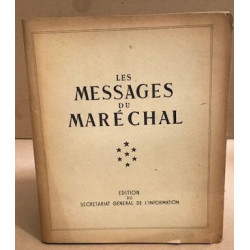 LES
MESSAGES
DU
MARÉCHAL
EDITION
DU
SECRETARIAT GENERAL DE L'INFORMATION